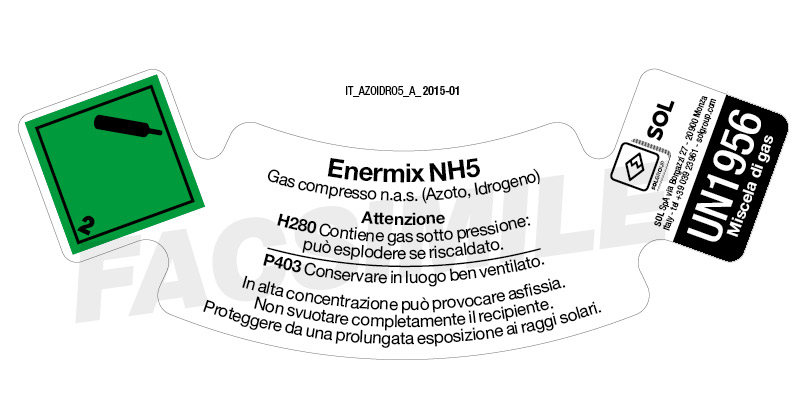 IT_AZOIDR05_A_2015-01
2
Enermix NH5
Gas compresso n.a.s. (Azoto, Idrogeno)
Attenzione
H280 Contiene gas sotto pressione:
può esplodere se riscaldato.
P403 Conservare in luogo ben ventilato.
In alta concentrazione può provocare asfissia.
Non svuotare completamente il recipiente.
Proteggere da una prolungata esposizione ai raggi solari.
SOL
SOLGROUP
SOL SpA via Borgazzi 27 - 20900 Monza
Italy - tel +39 039 23961 - solgroup.com
UN1956
Miscela di gas
FACSIMILE